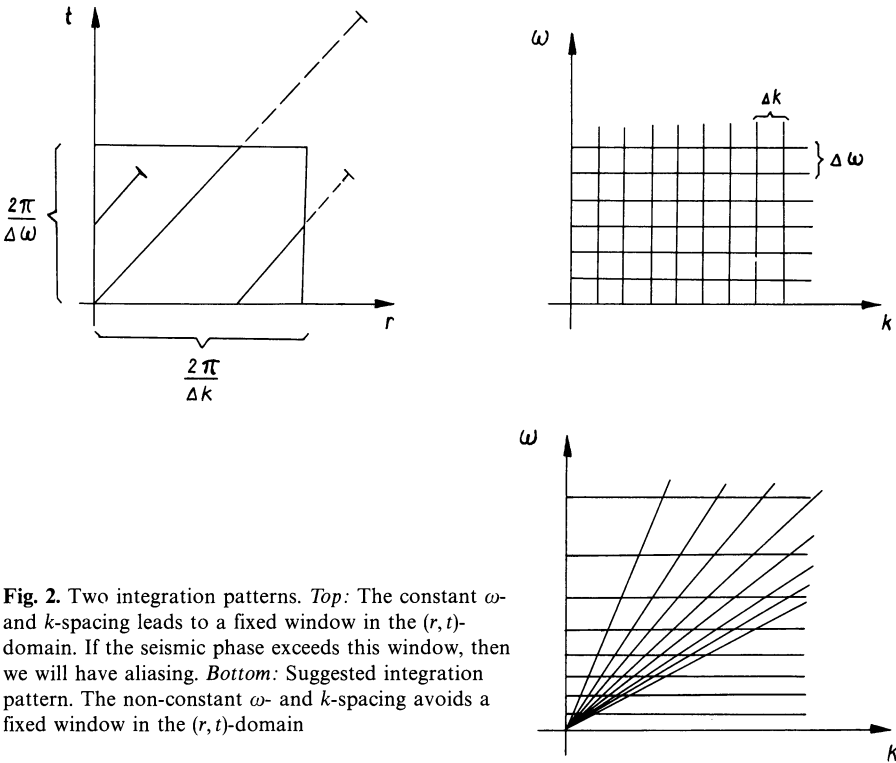 t
2π
Δω
r
2π
Δk
ω
Δk
Δω
k
ω
k
Fig. 2. Two integration patterns. Top: The constant ω-
and k-spacing leads to a fixed window in the (r, t)-
domain. If the seismic phase exceeds this window, then
we will have aliasing. Bottom: Suggested integration
pattern. The non-constant ω- and k-spacing avoids a
fixed window in the (r, t)-domain